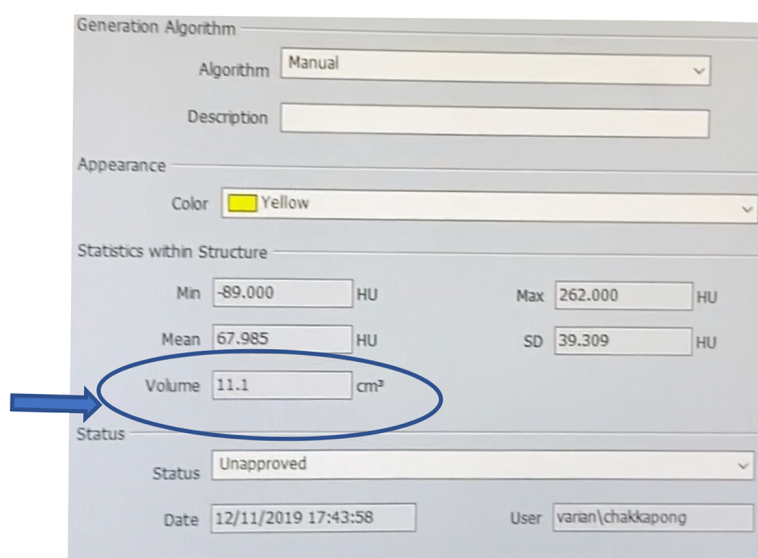 Generation Algorithm
Algorithm Manual
Description
Appearance
Color Yellow
Statistics within Structure
Min -89.000 HU Max 262.000 HU
Mean 67.985 HU SD 39.309 HU
Volume 11.1 cm³
Status
Status Unapproved
Date 12/11/2019 17:43:58 User varian\chakkapong